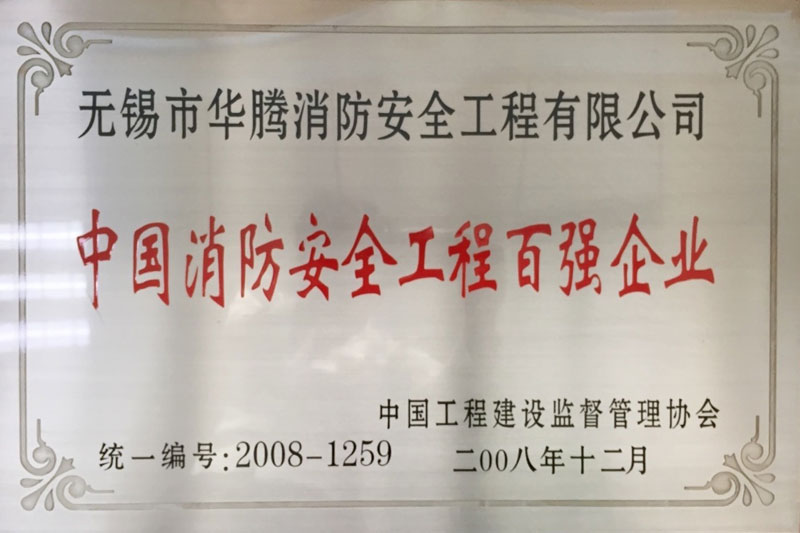 无锡市华腾消防安全工程有限公司
中国消防安全工程百强企业
中国工程建设监督管理协会
统一编号:2008-1259
二00八年十二月